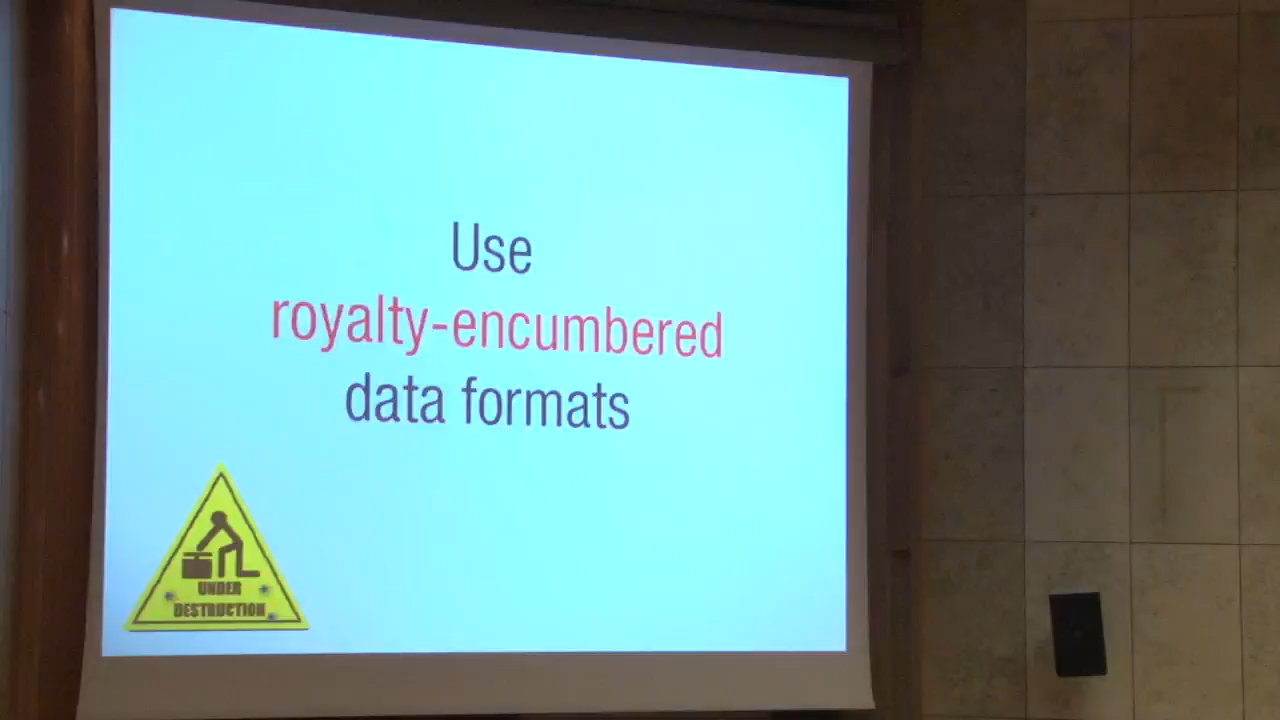 Use
royalty-encumbered
data formats
UNDER
DESTRUCTION